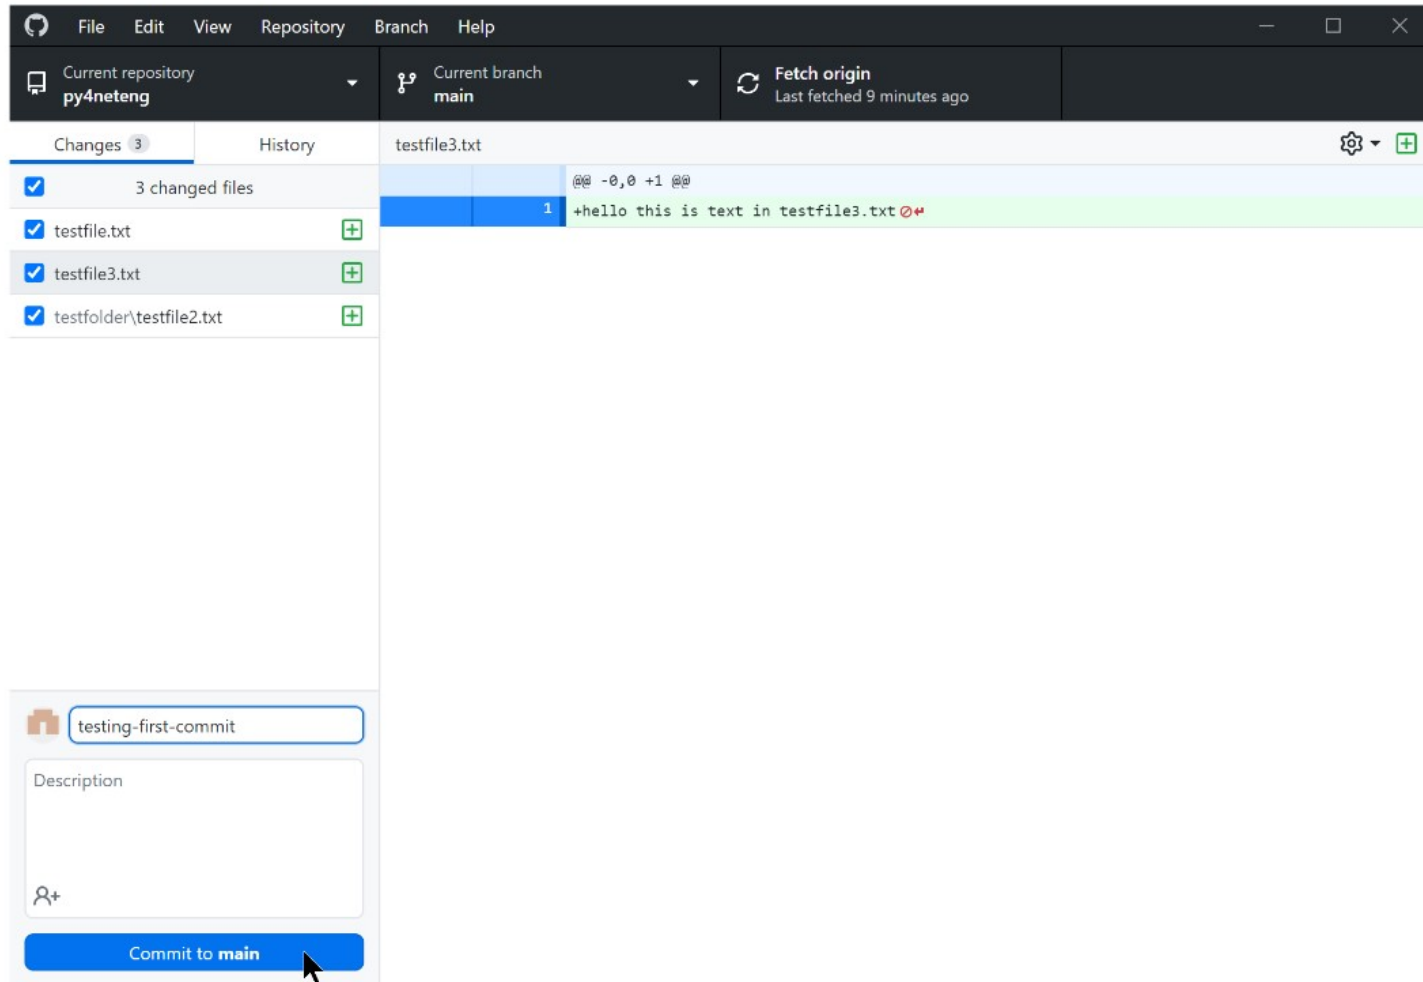 File Edit View Repository Branch Help
Current repository
py4neteng
Current branch
main
Fetch origin
Last fetched 9 minutes ago
Changes 3
History
testfile3.txt
3 changed files
@@ -0,0 +1 @@
1 +hello this is text in testfile3.txt
testfile.txt
testfile3.txt
testfolder\testfile2.txt
testing-first-commit
Description
Commit to main